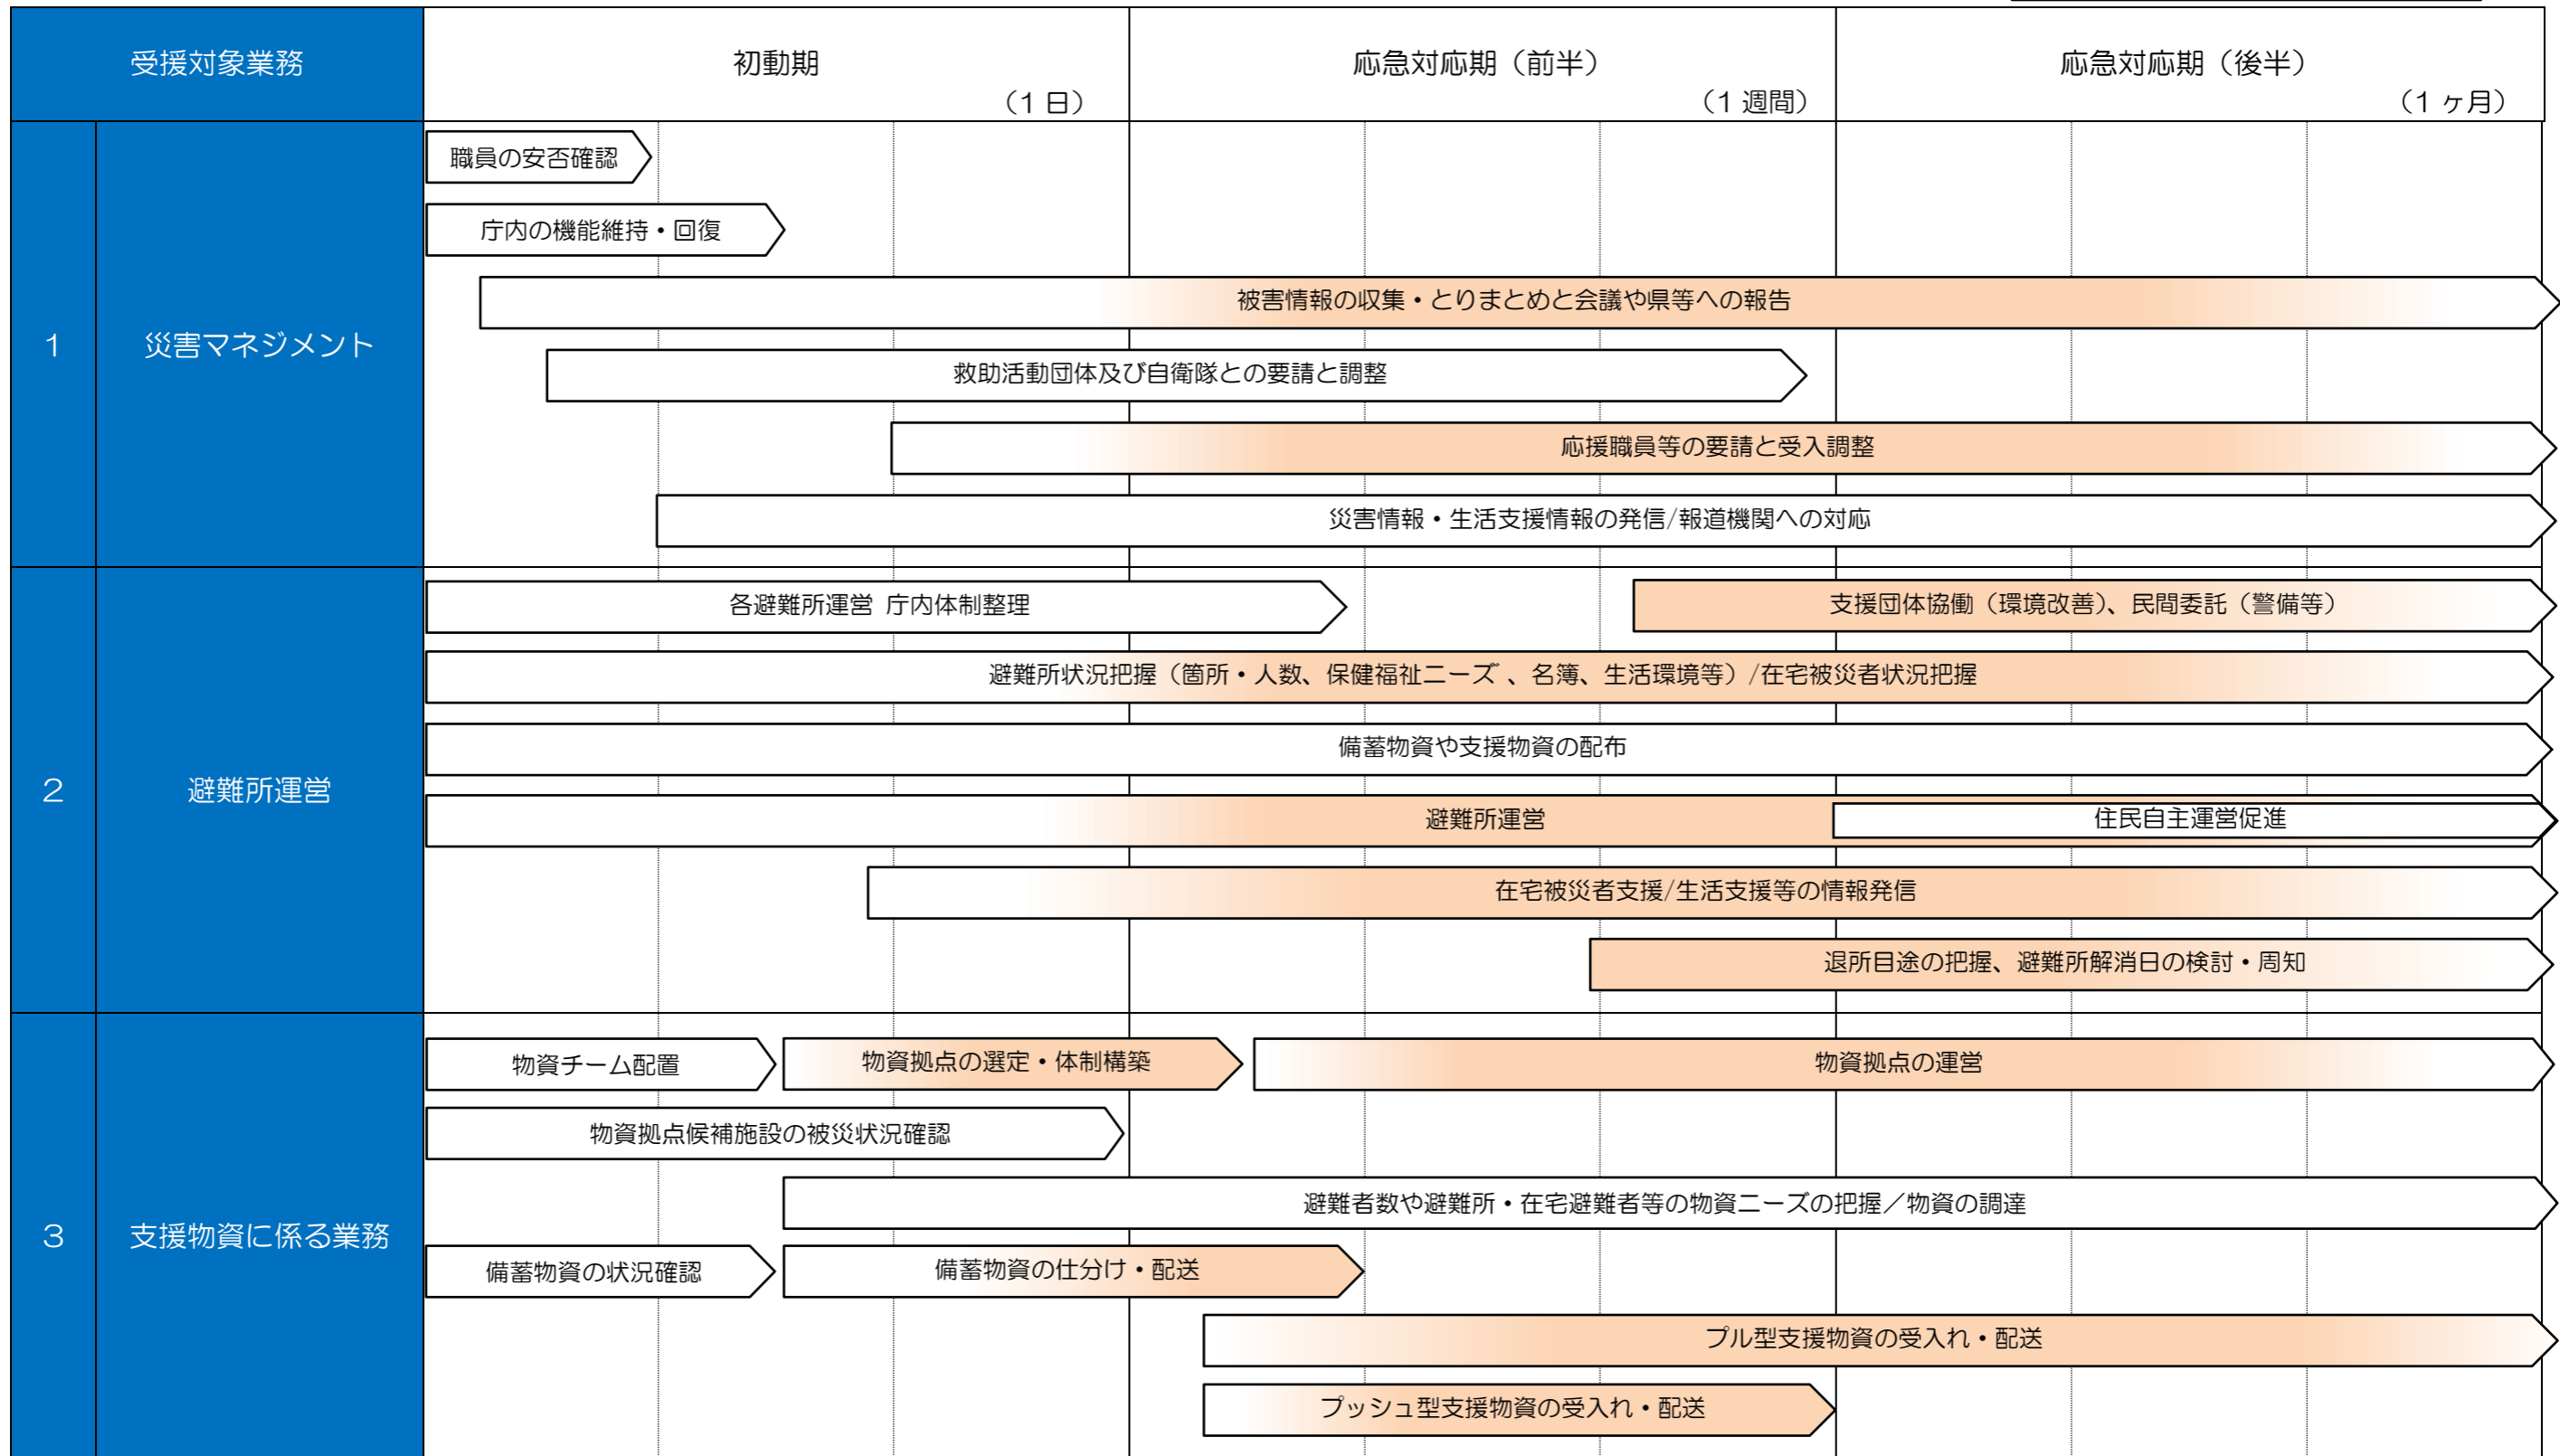 受援対象業務
初動期
（1 日）
応急対応期（前半）
（1 週間）
応急対応期（後半）
（1 ヶ月）
1
災害マネジメント
職員の安否確認
庁内の機能維持・回復
被害情報の収集・とりまとめと会議や県等への報告
救助活動団体及び自衛隊との要請と調整
応援職員等の要請と受入調整
災害情報・生活支援情報の発信/報道機関への対応
2
避難所運営
各避難所運営 庁内体制整理
支援団体協働（環境改善）、民間委託（警備等）
避難所状況把握（箇所・人数、保健福祉ニーズ、名簿、生活環境等）/在宅被災者状況把握
備蓄物資や支援物資の配布
避難所運営
住民自主運営促進
在宅被災者支援/生活支援等の情報発信
退所目途の把握、避難所解消日の検討・周知
3
支援物資に係る業務
物資チーム配置
物資拠点の選定・体制構築
物資拠点の運営
物資拠点候補施設の被災状況確認
避難者数や避難所・在宅避難者等の物資ニーズの把握／物資の調達
備蓄物資の状況確認
備蓄物資の仕分け・配送
プル型支援物資の受入れ・配送
プッシュ型支援物資の受入れ・配送